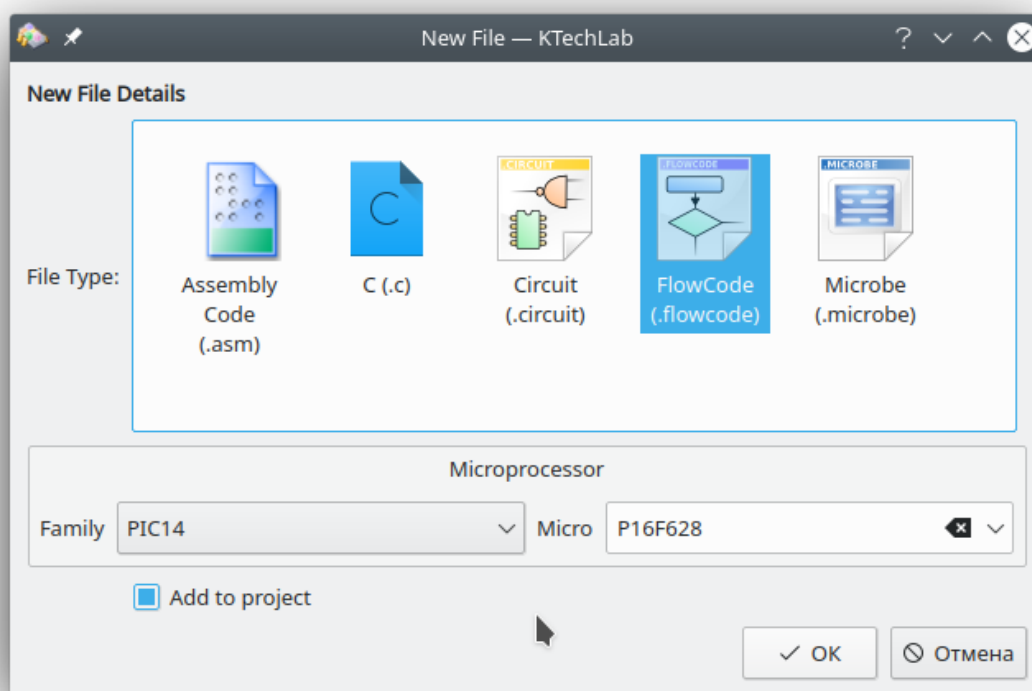 New File — KTechLab
New File Details
File Type:
.CIRCUIT
.FLOWCODE
.MICROBE
C
Assembly
Code
(.asm)
C (.c)
Circuit
(.circuit)
FlowCode
(.flowcode)
Microbe
(.microbe)
Microprocessor
Family PIC14 Micro P16F628
Add to project
ОК Отмена